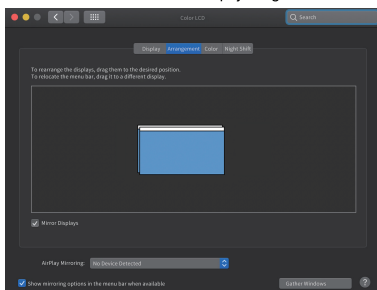 Color LCD
Search
Display Arrangement Color Night Shift
To rearrange the displays, drag them to the desired position.
To relocate the menu bar, drag it to a different display.
Mirror Displays
AirPlay Mirroring: No Device Detected
Show mirroring options in the menu bar when available
Gather Windows
?